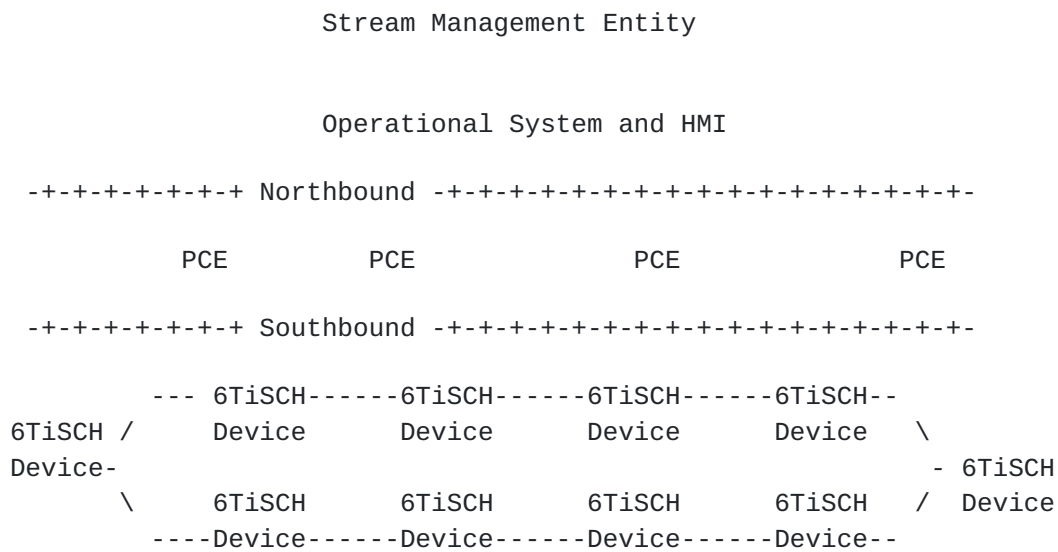 Stream Management Entity
Operational System and HMI
-+-+-+-+-+-+-+ Northbound -+-+-+-+-+-+-+-+-+-+-+-+-+-+-+-+-+-
PCE         PCE              PCE              PCE
-+-+-+-+-+-+-+ Southbound -+-+-+-+-+-+-+-+-+-+-+-+-+-+-+-+-+-
--- 6TiSCH------6TiSCH------6TiSCH------6TiSCH--
6TiSCH /     Device      Device      Device      Device   \
Device-                                                    - 6TiSCH
\     6TiSCH      6TiSCH      6TiSCH      6TiSCH   /  Device
----Device------Device------Device------Device--